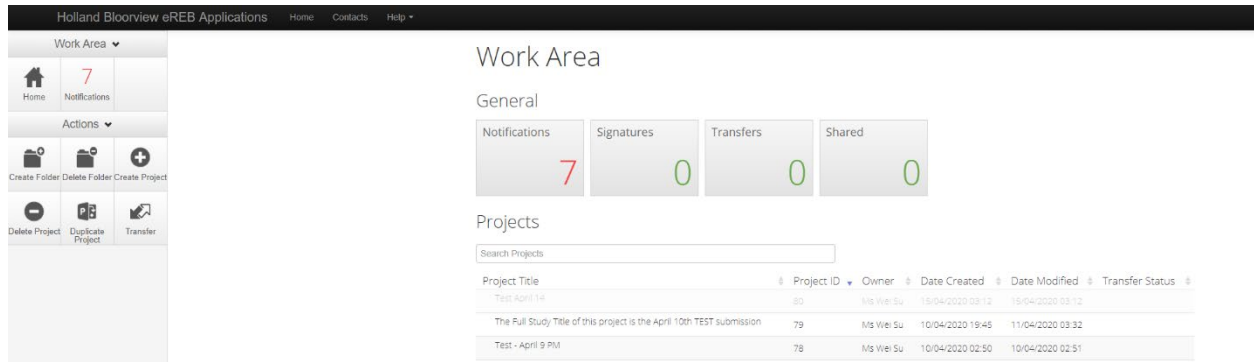 Holland Bloorview eREB Applications Home Contacts Help
Work Area
7
Home Notifications
Actions
Create Folder Delete Folder Create Project
Delete Project Duplicate Project Transfer
Work Area
General
Notifications Signatures Transfers Shared
7 0 0 0
Projects
Search Projects
Project Title Project ID Owner Date Created Date Modified Transfer Status
Test April 14 80 Ms Wei Su 15/04/2020 03:12 15/04/2020 03:12
The Full Study Title of this project is the April 10th TEST submission 79 Ms Wei Su 10/04/2020 19:45 11/04/2020 03:32
Test - April 9 PM 78 Ms Wei Su 10/04/2020 02:50 10/04/2020 02:51